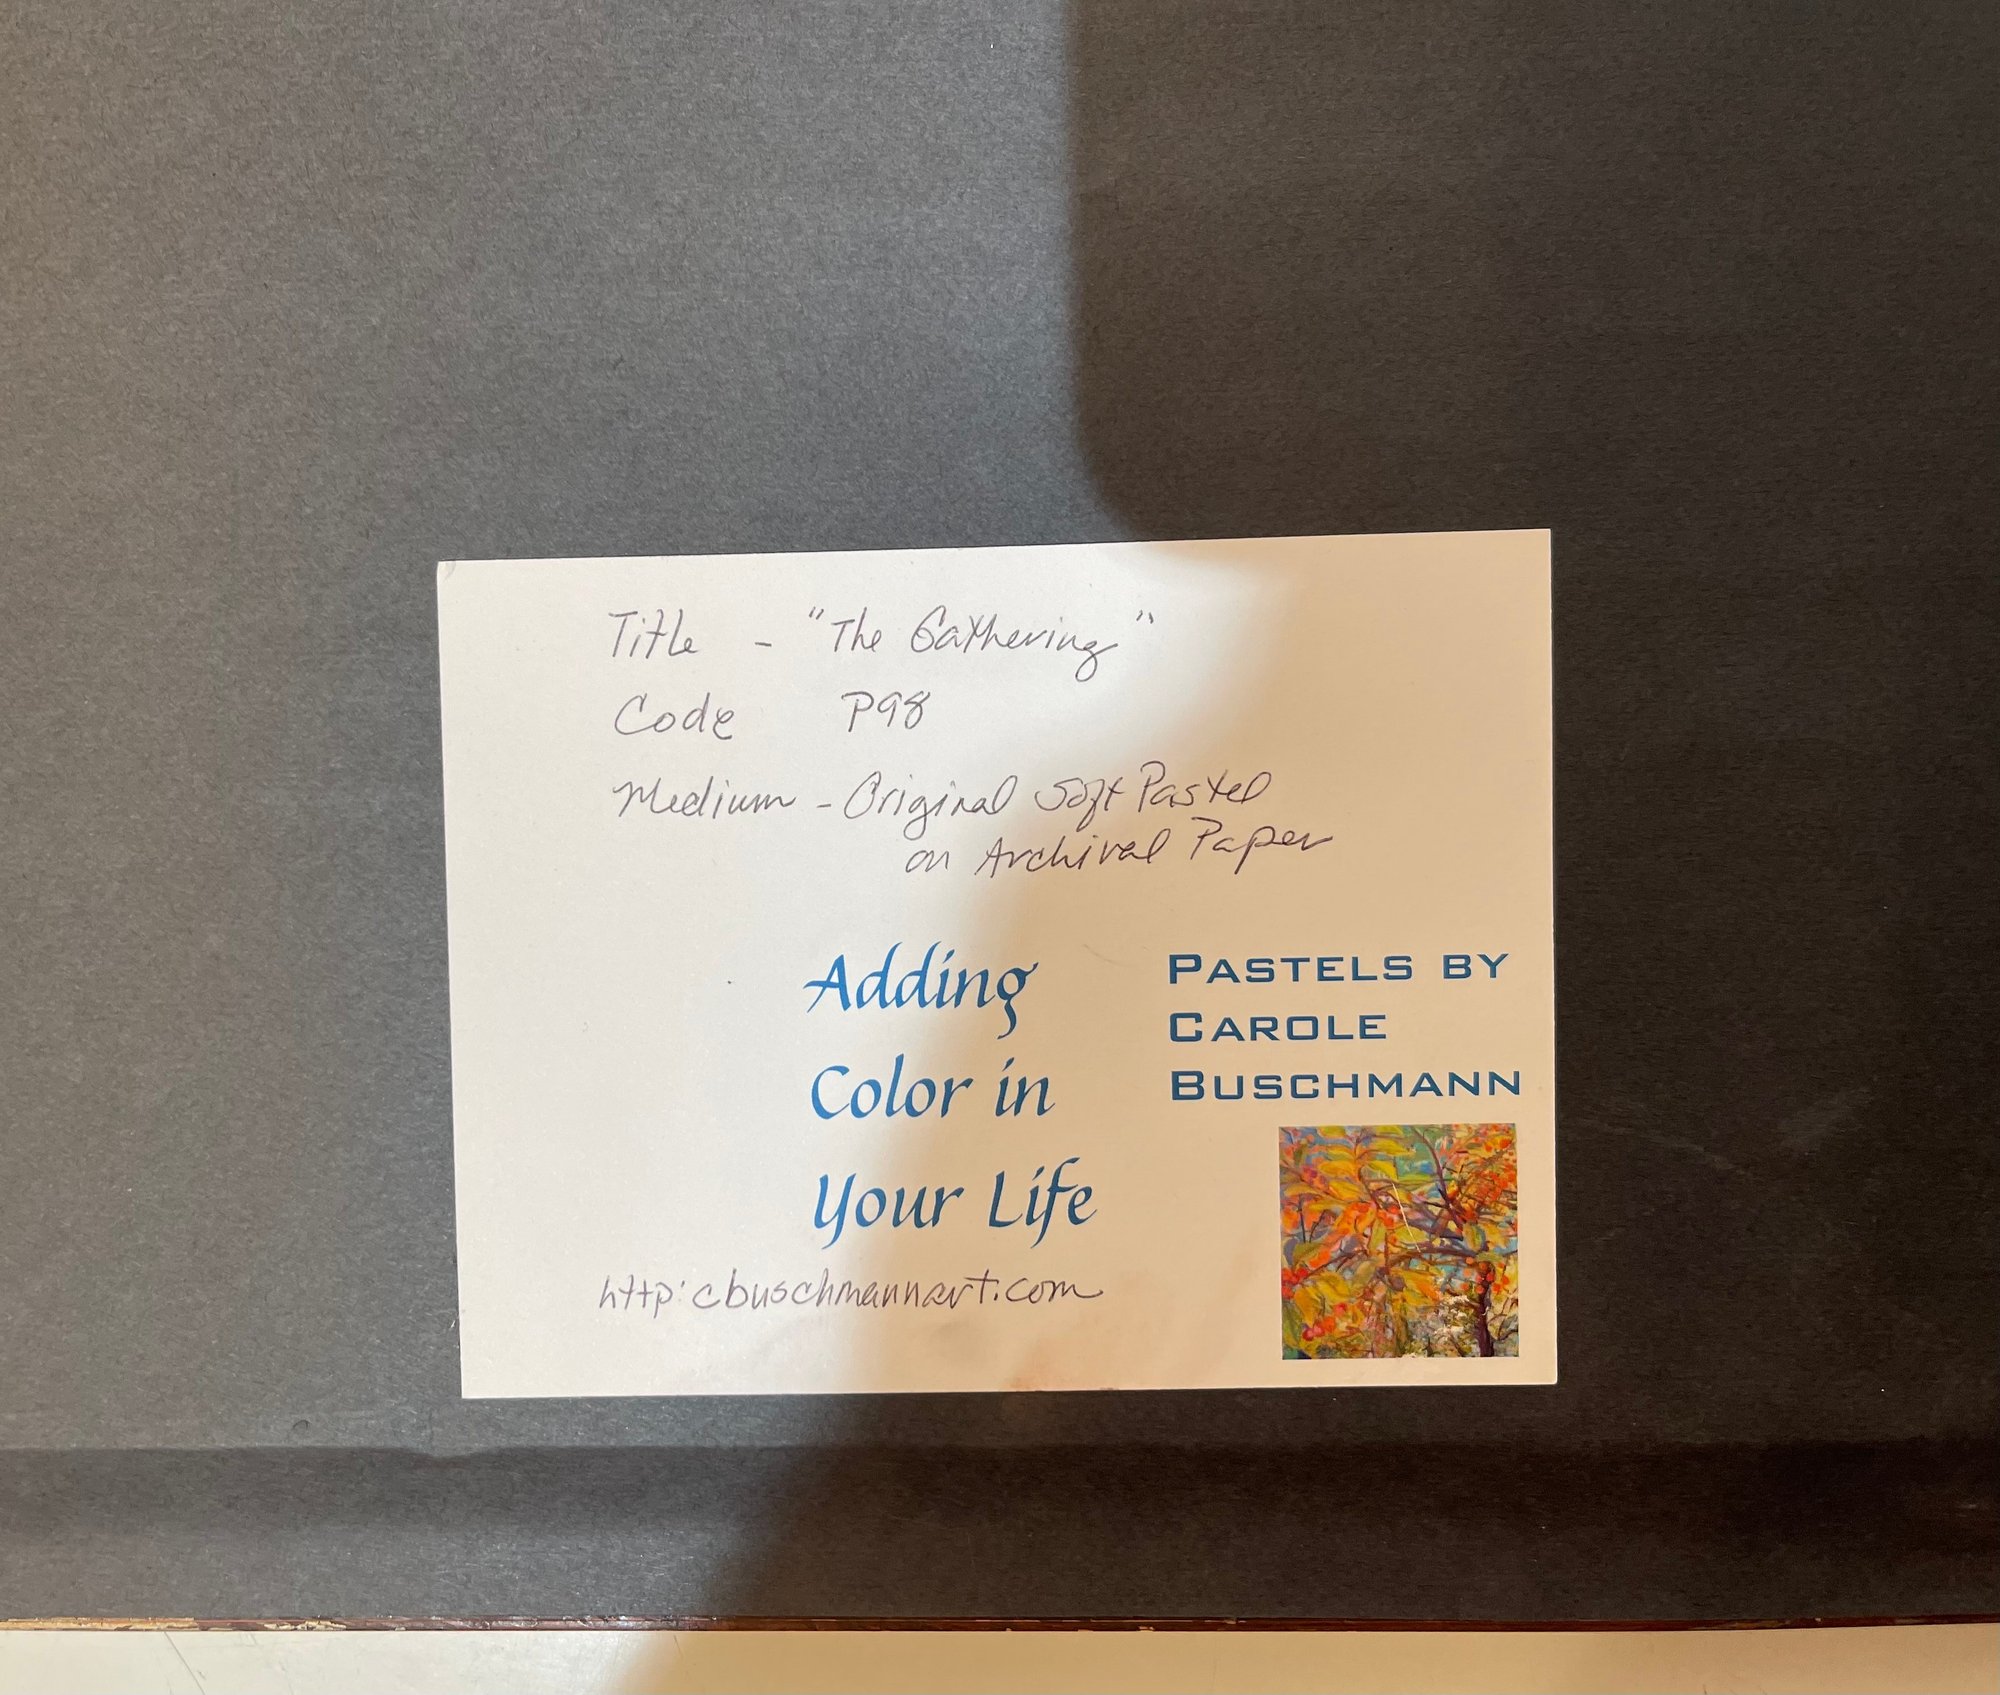 Title - "The Gathering"
Code P98
Medium - Original Soft Pastel
on Archival Paper
Adding
Color in
Your Life
PASTELS BY
CAROLE
BUSCHMANN
http:cbuschmannart.com